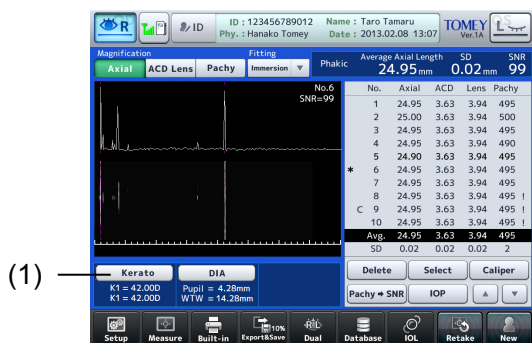 R
ID
ID : 123456789012 Name : Taro Tamaru
Phy. : Hanako Tomey Date : 2013.02.08 13:07
TOMEY
Ver.1A
L
Magnification
Fitting
Axial ACD Lens Pachy Immersion ▼
Phakic
Average Axial Length SD SNR
24.95 mm 0.02 mm 99
No.6
SNR=99
No. Axial ACD Lens Pachy
1 24.95 3.63 3.94 495
2 25.00 3.63 3.94 500
3 24.95 3.63 3.94 495
4 24.95 3.63 3.94 490
5 24.90 3.63 3.94 495
* 6 24.95 3.63 3.94 495
7 24.95 3.63 3.94 495
8 24.95 3.63 3.94 495 !
C 9 24.95 3.63 3.94 495 !
10 24.95 3.63 3.94 495 !
Avg. 24.95 3.63 3.94 495
SD 0.02 0.02 0.02 2
(1)
Kerato DIA
K1 = 42.00D Pupil = 4.28mm
K2 = 42.00D WTW = 14.28mm
Delete Select Caliper
Pachy ➡ SNR IOP ▲ ▼
Setup Measure Built-in 10% Export&Save Dual Database IOL Retake New